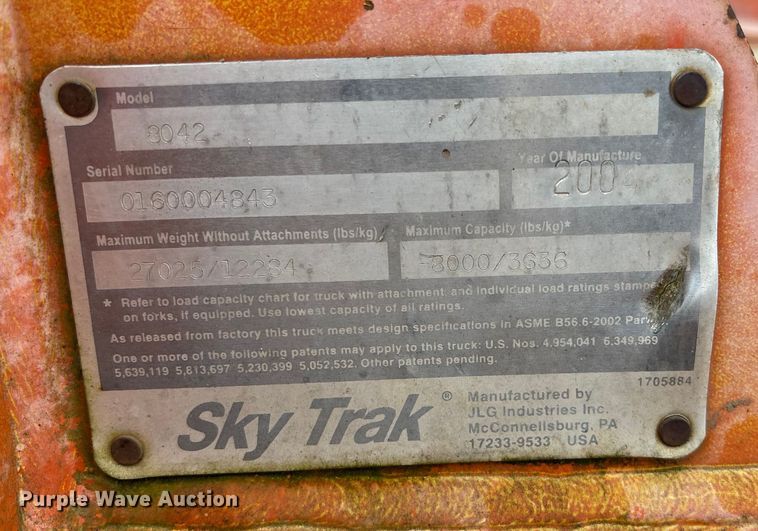 Model
8042
Serial Number
Year Of Manufacture
0160004843
2004
Maximum Weight Without Attachments (lbs/kg)
Maximum Capacity (lbs/kg)*
27025/12284
8000/3636
* Refer to load capacity chart for truck with attachment, and individual load ratings stamped
on forks, if equipped. Use lowest capacity of all ratings.
As released from factory this truck meets design specifications in ASME B56.6-2002 Part
One or more of the following patents may apply to this truck: U.S. Nos. 4,954,041 6,349,969
5,639,119 5,813,697 5,230,399 5,052,532. Other patents pending.
1705884
Sky Trak ®
Manufactured by
JLG Industries Inc.
McConnellsburg, PA
17233-9533 USA
Purple Wave Auction